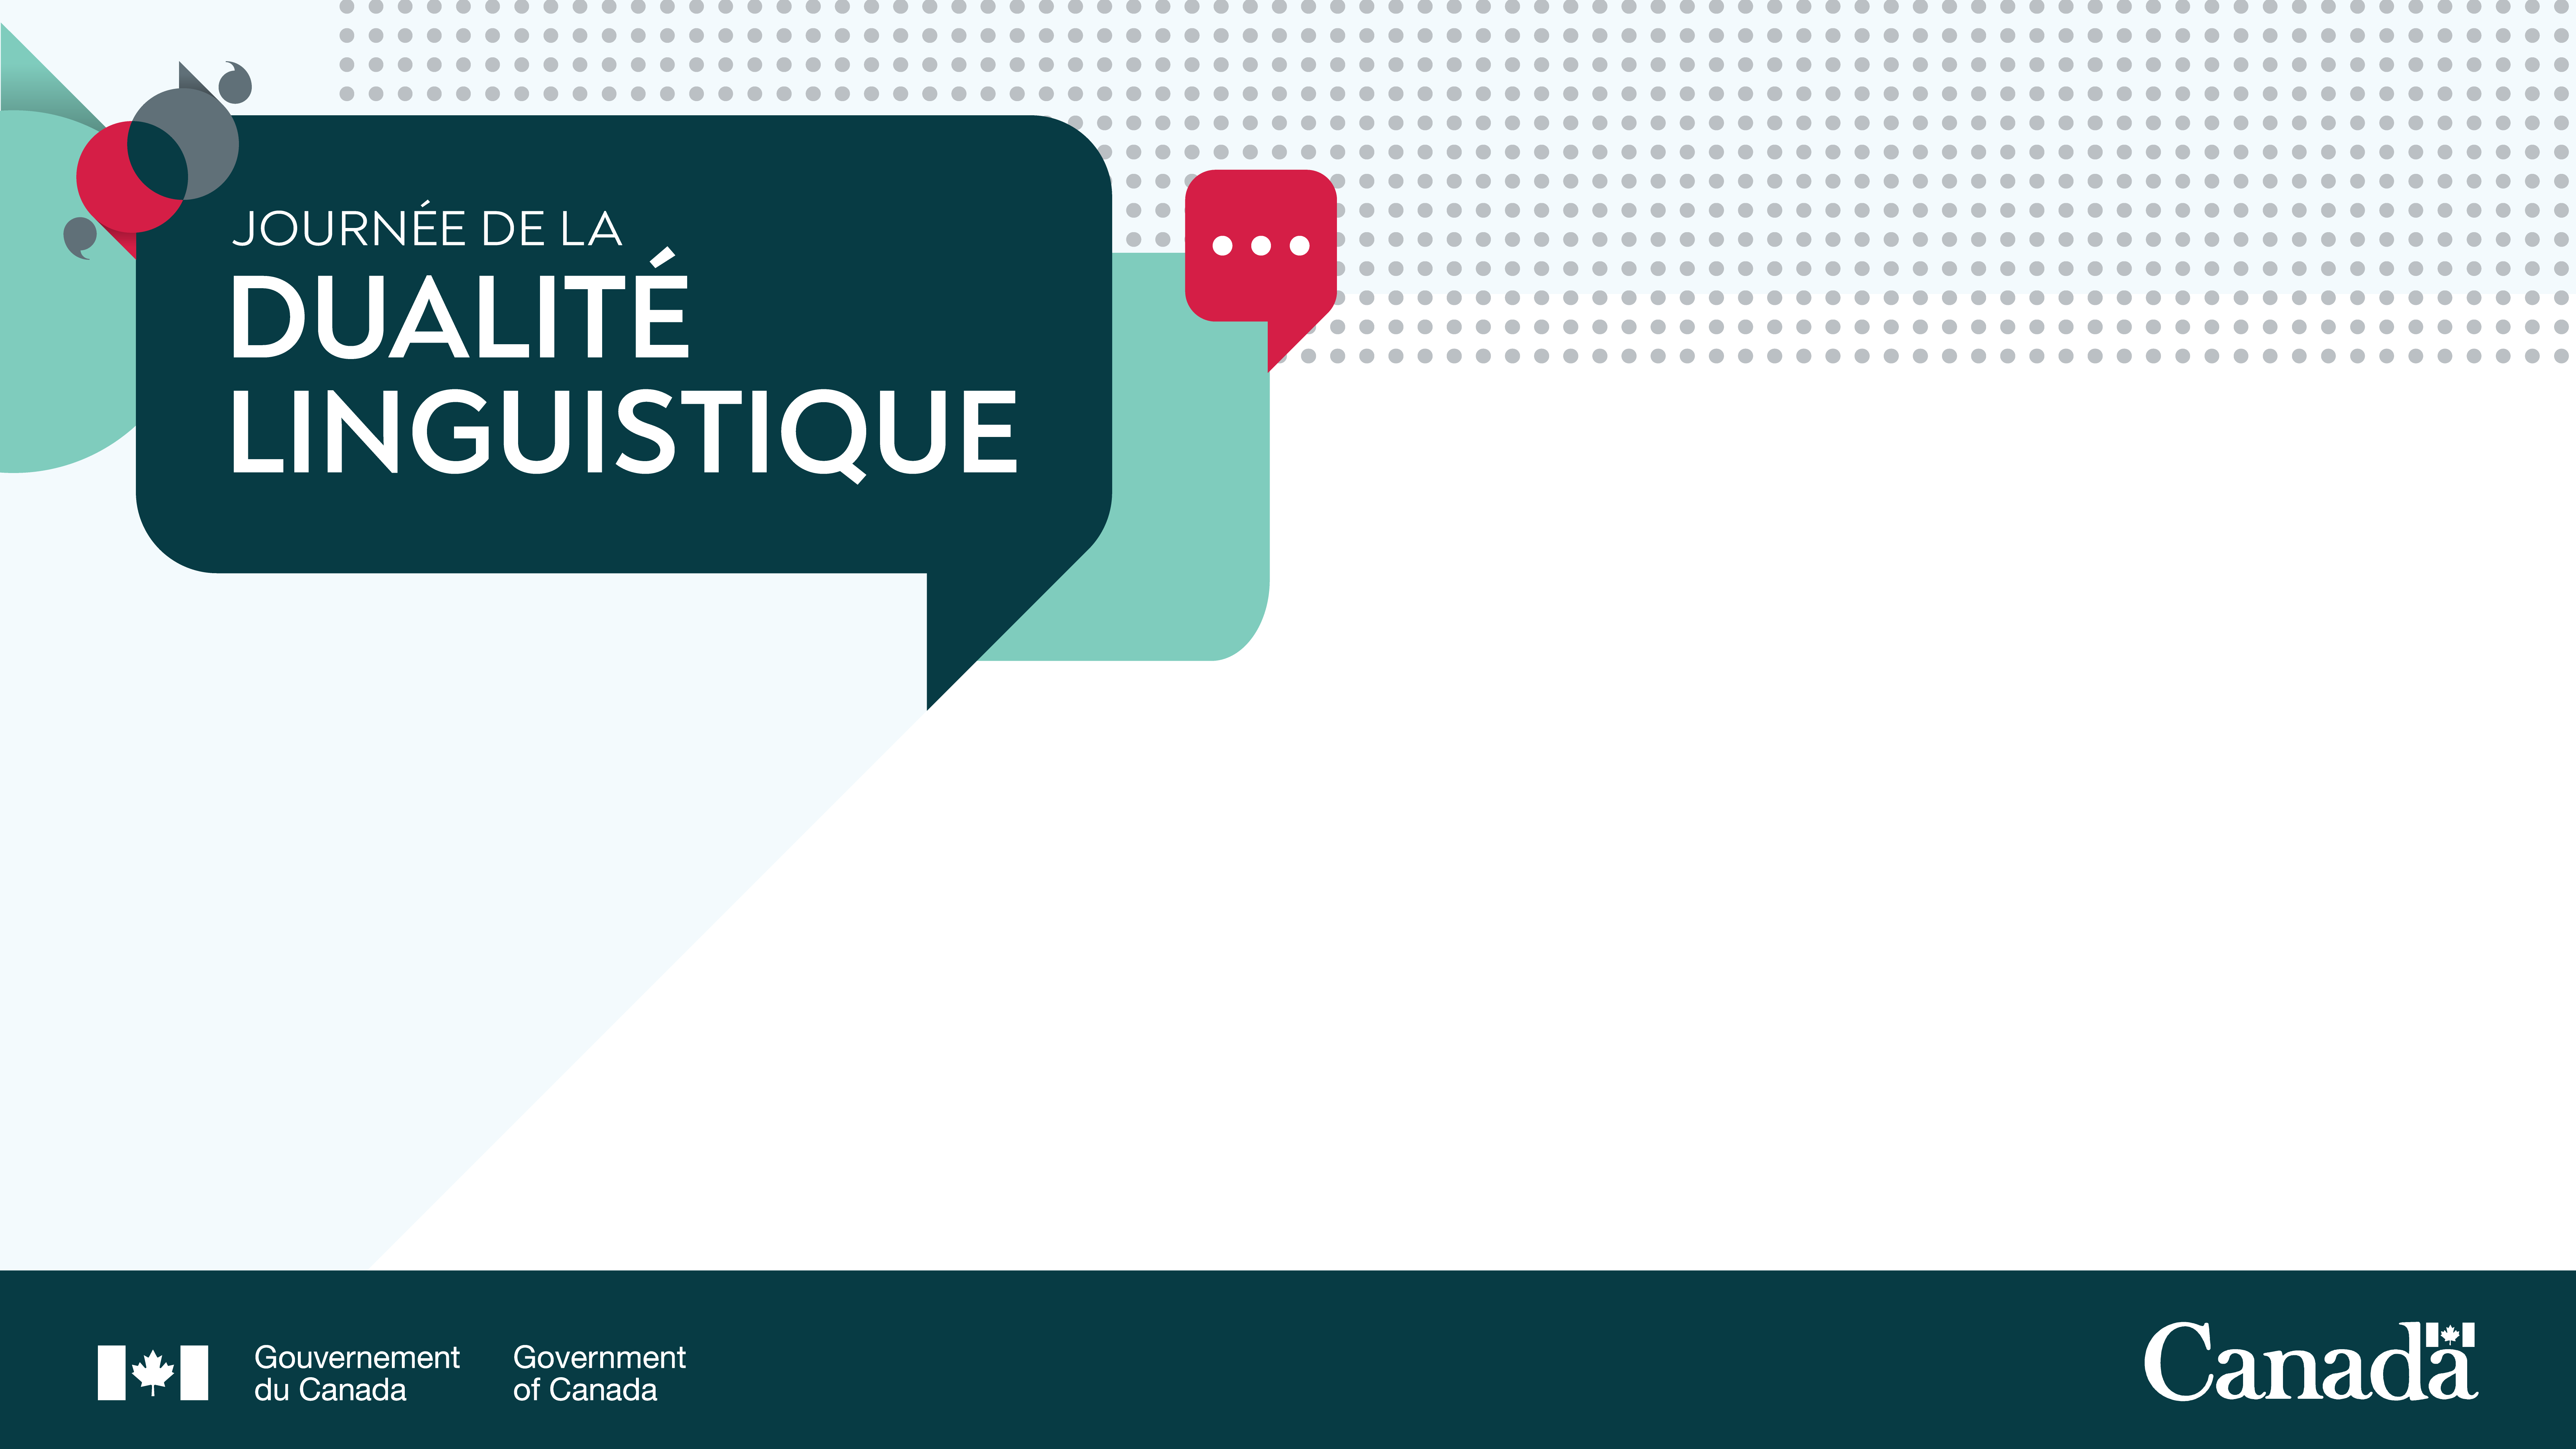 JOURNÉE DE LA
DUALITÉ
LINGUISTIQUE
Gouvernement
du Canada
Government
of Canada
Canada